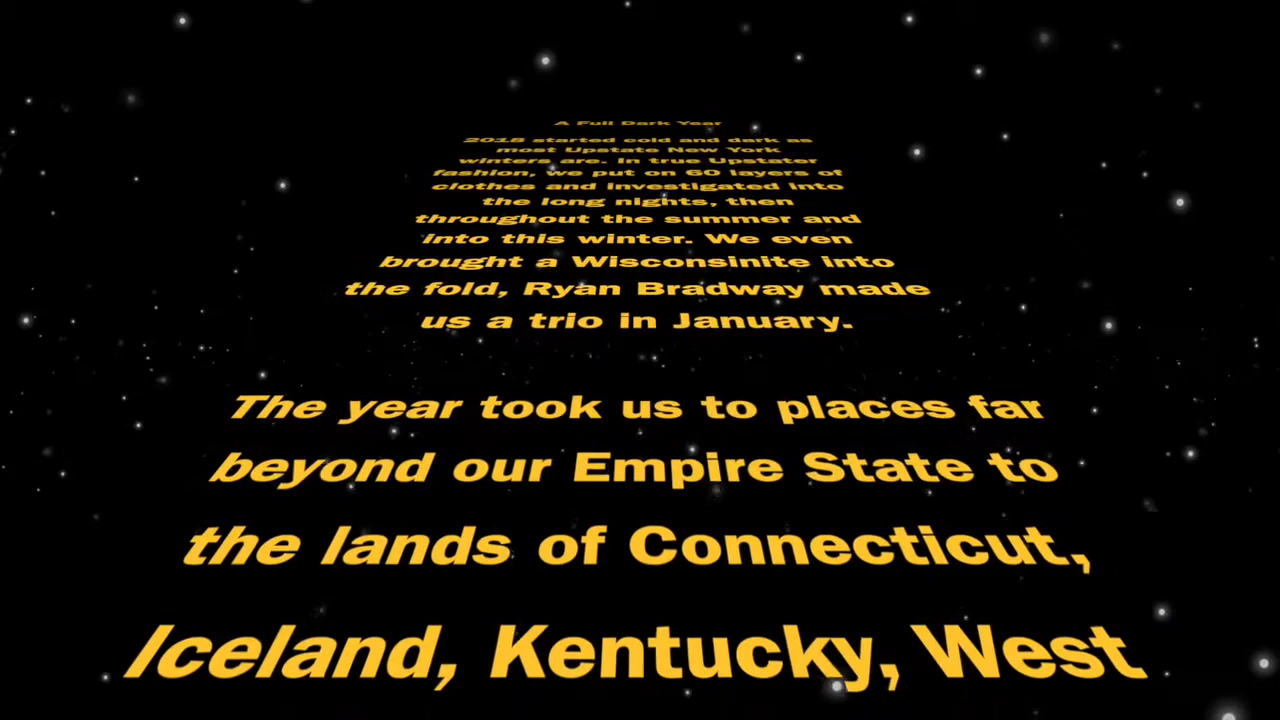 A Full Dark Year
2018 started cold and dark as
most Upstate New York
winters are. In true Upstater
fashion, we put on 60 layers of
clothes and investigated into
the long nights, then
throughout the summer and
into this winter. We even
brought a Wisconsinite into
the fold, Ryan Bradway made
us a trio in January.
The year took us to places far
beyond our Empire State to
the lands of Connecticut,
Iceland, Kentucky, West